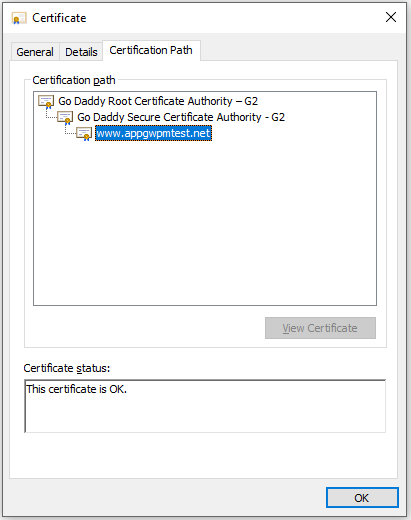 Certificate
General Details Certification Path
Certification path
Go Daddy Root Certificate Authority – G2
Go Daddy Secure Certificate Authority - G2
www.appgwpmtest.net
View Certificate
Certificate status:
This certificate is OK.
OK